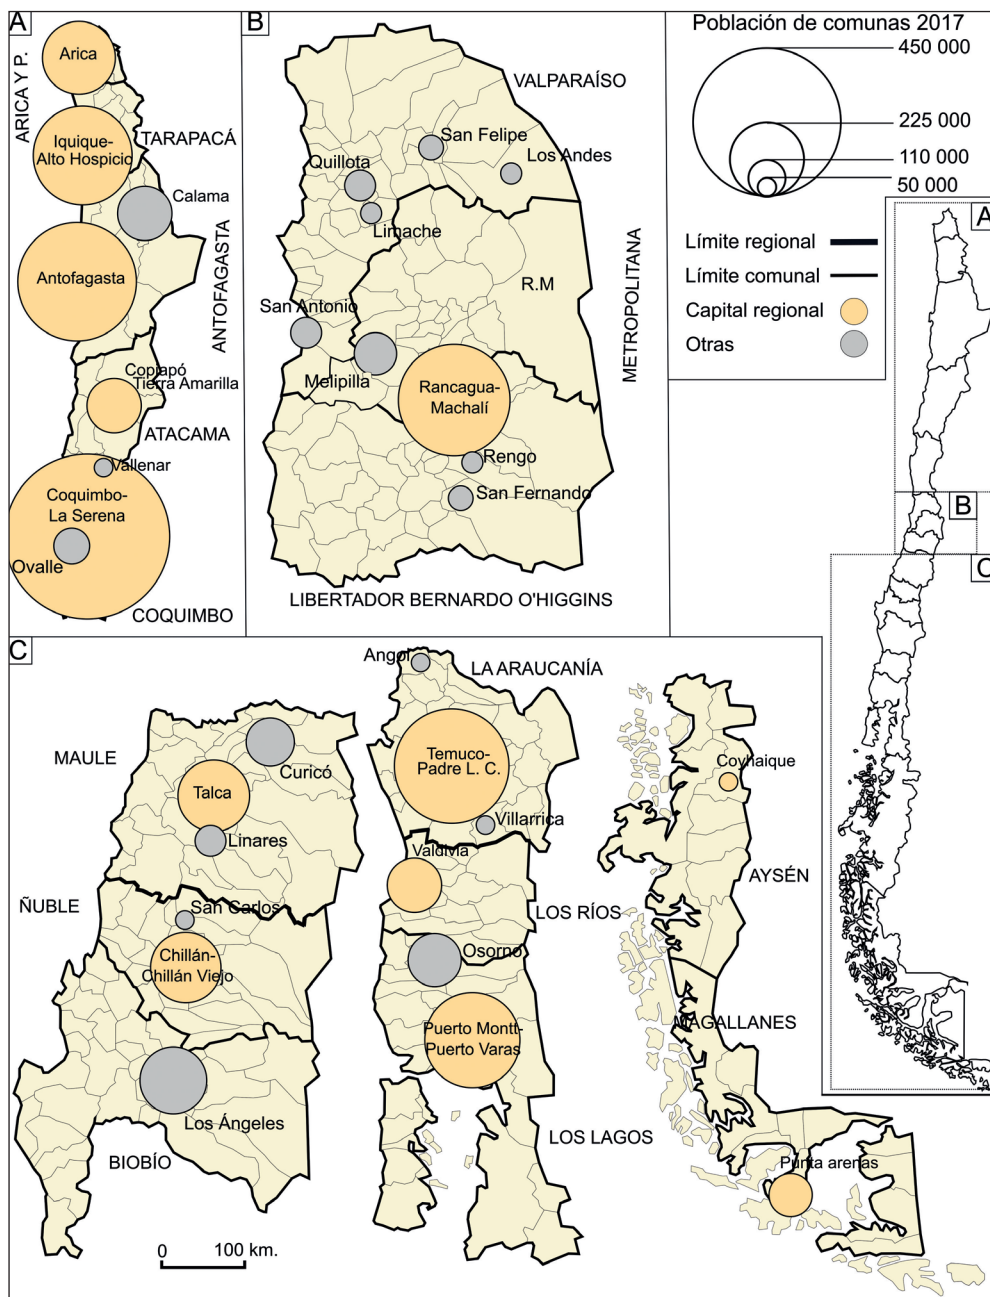 A
ARICA Y P.
Arica
Iquique-
Alto Hospicio
TARAPACÁ
Calama
Antofagasta
ANTOFAGASTA
Copiapó
Tierra Amarilla
ATACAMA
Vallenar
Coquimbo-
La Serena
Ovalle
COQUIMBO
B
VALPARAÍSO
San Felipe
Los Andes
Quillota
Limache
R.M
METROPOLITANA
San Antonio
Melipilla
Rancagua-
Machalí
Rengo
San Fernando
LIBERTADOR BERNARDO O'HIGGINS
Población de comunas 2017
450 000
225 000
110 000
50 000
Límite regional
Límite comunal
Capital regional
Otras
A
B
C
C
MAULE
Curicó
Talca
Linares
ÑUBLE
San Carlos
Chillán-
Chillán Viejo
Los Ángeles
BIOBÍO
0 100 km.
Angol
LA ARAUCANÍA
Temuco-
Padre L. C.
Villarrica
Valdivia
LOS RÍOS
Osorno
Puerto Montt-
Puerto Varas
LOS LAGOS
Coyhaique
AYSÉN
MAGALLANES
Punta arenas